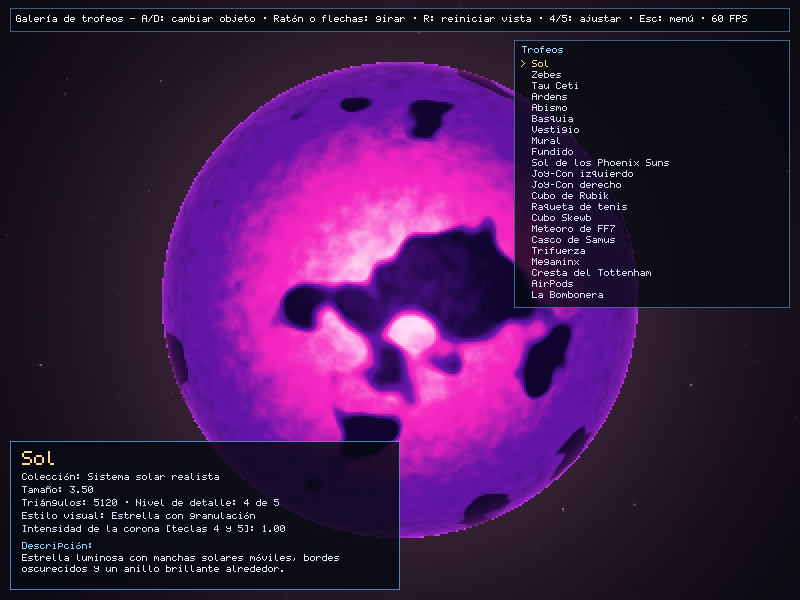 Galería de trofeos - A/D: cambiar objeto • Ratón o flechas: girar • R: reiniciar vista • 4/5: ajustar • Esc: menú • 60 FPS
Trofeos
> Sol
Zebes
Tau Ceti
Ardens
Abismo
Basquia
Vestigio
Mural
Fundido
Sol de los Phoenix Suns
Joy-Con izquierdo
Joy-Con derecho
Cubo de Rubik
Raqueta de tenis
Cubo Skewb
Meteoro de FF7
Casco de Samus
Trifuerza
Megaminx
Cresta del Tottenham
AirPods
La Bombonera
Sol
Colección: Sistema solar realista
Tamaño: 3.50
Triángulos: 5120 • Nivel de detalle: 4 de 5
Estilo visual: Estrella con granulación
Intensidad de la corona [teclas 4 y 5]: 1.00
Descripción:
Estrella luminosa con manchas solares móviles, bordes
oscurecidos y un anillo brillante alrededor.